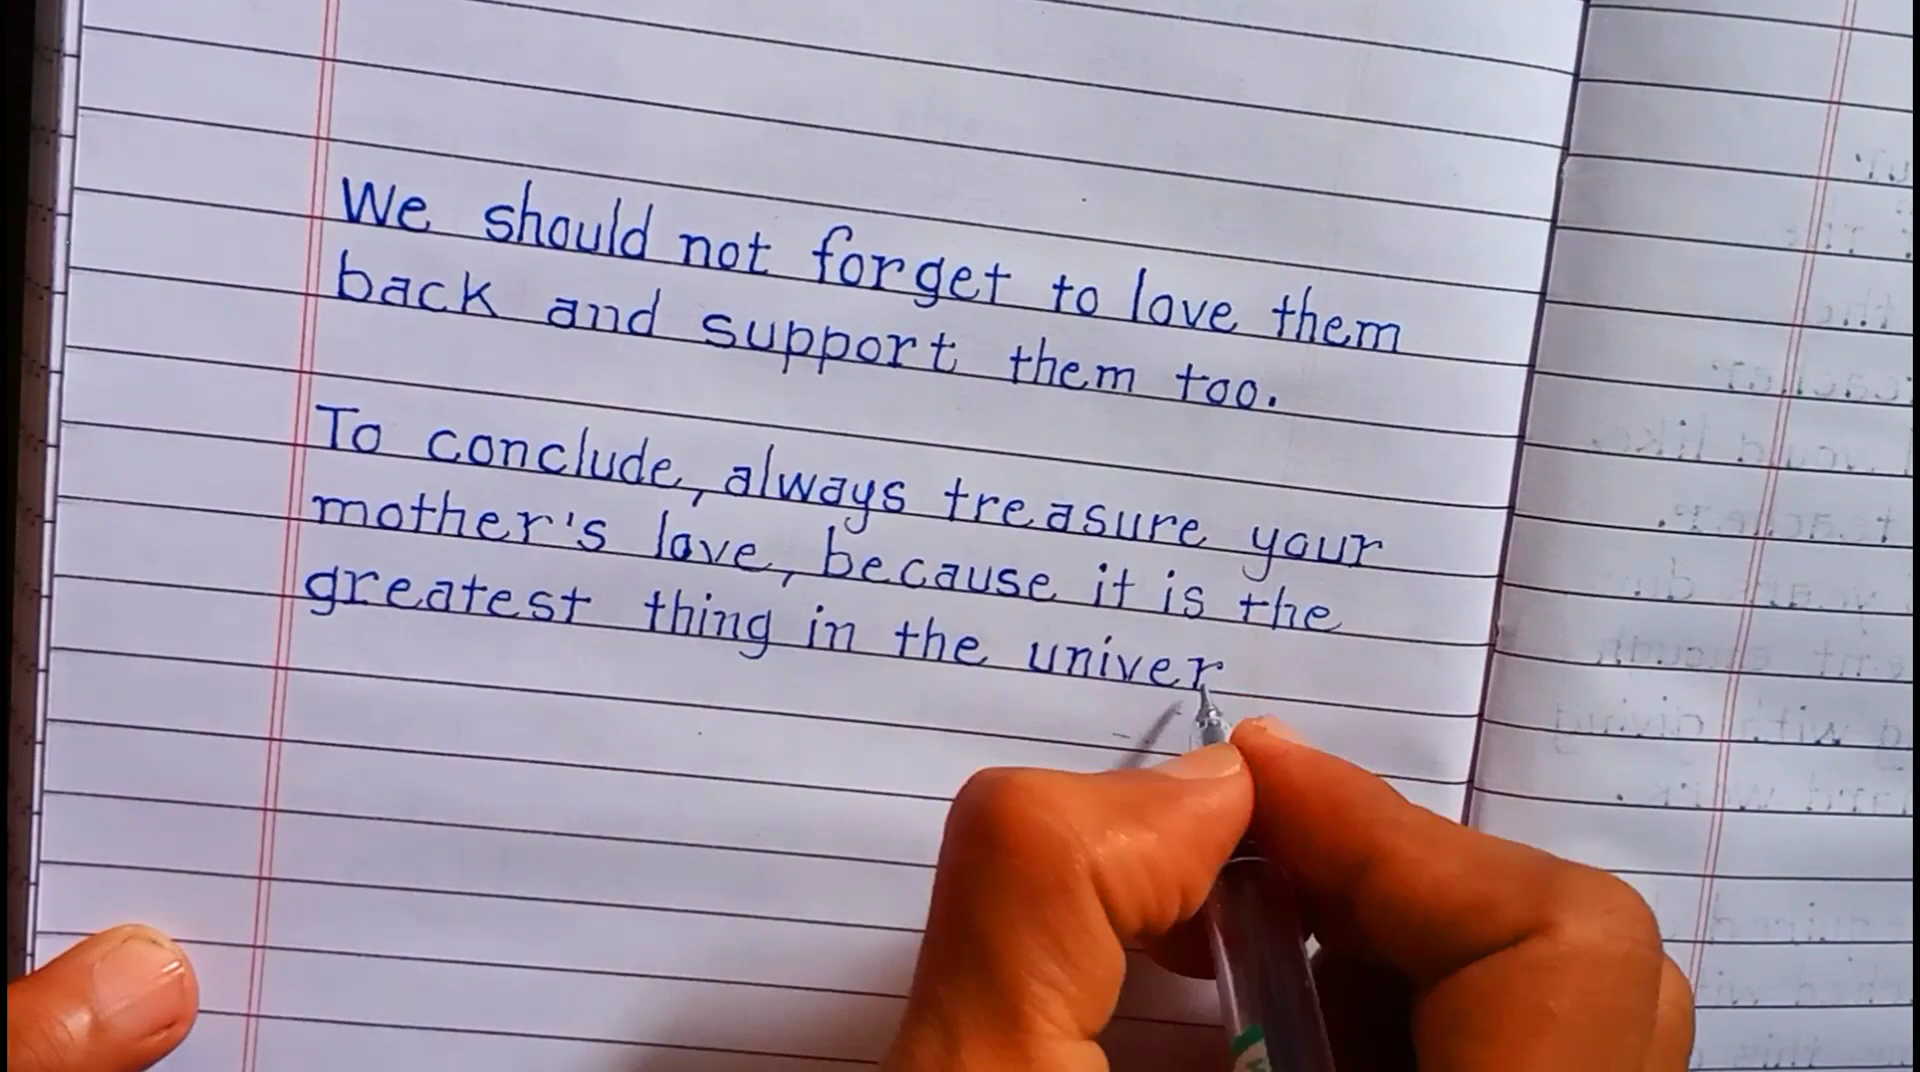 We should not forget to love them
back and support them too.
To conclude, always treasure your
mother's love, because it is the
greatest thing in the univer